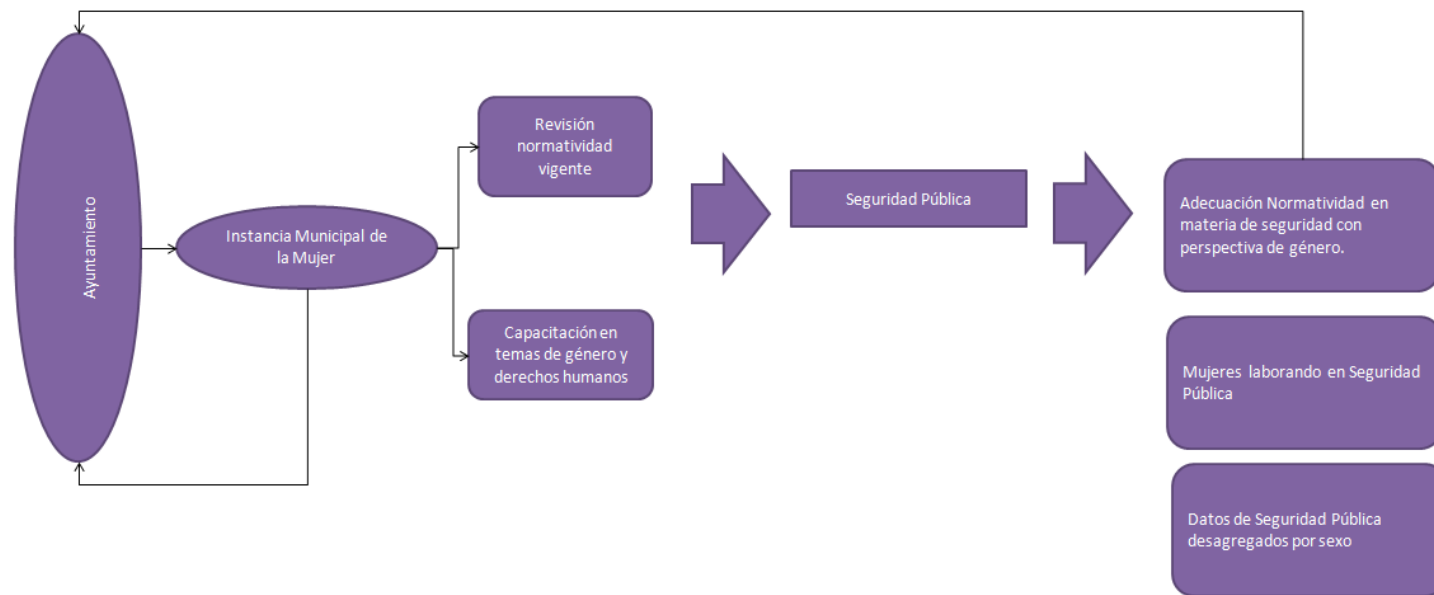 Ayuntamiento
Instancia Municipal de
la Mujer
Revisión
normatividad
vigente
Capacitación en
temas de género y
derechos humanos
Seguridad Pública
Adecuación Normatividad en
materia de seguridad con
perspectiva de género.
Mujeres laborando en Seguridad
Pública
Datos de Seguridad Pública
desagregados por sexo